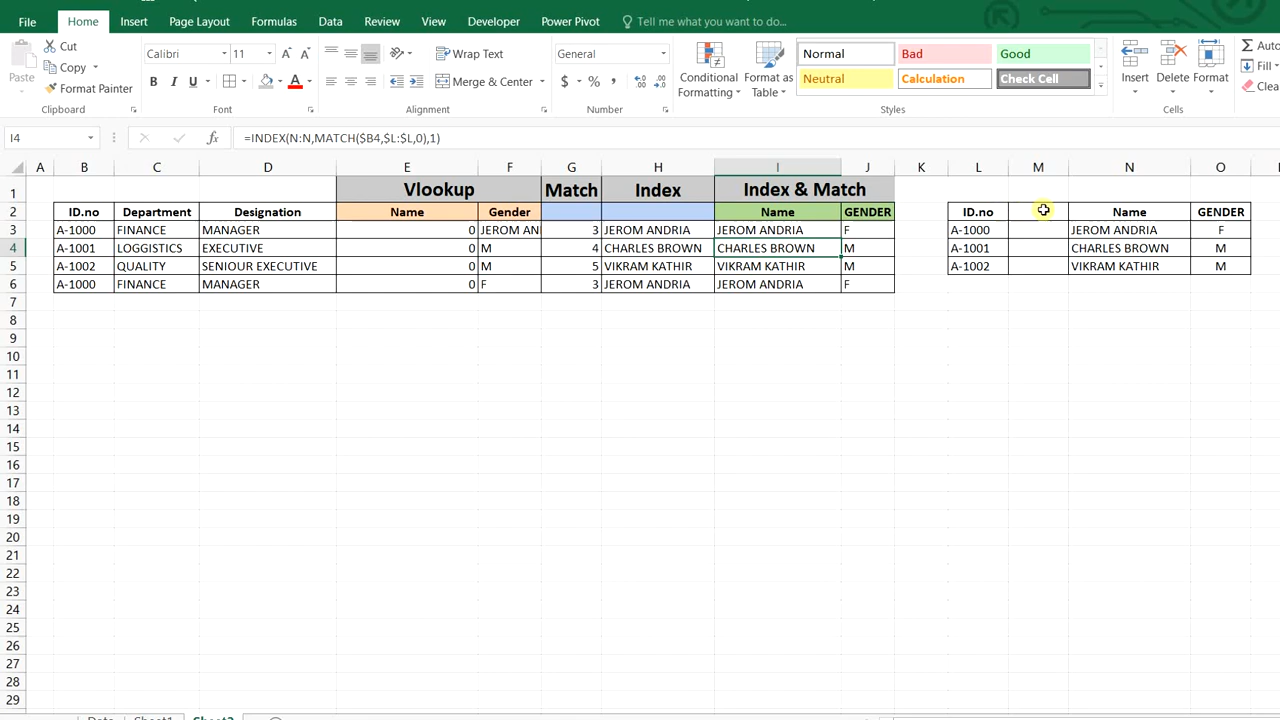 File Home Insert Page Layout Formulas Data Review View Developer Power Pivot Tell me what you want to do...
Paste Cut Copy Format Painter Clipboard
Calibri 11 B I U A Font
Wrap Text Merge & Center Alignment
General $ % , Number
Conditional Formatting Format as Table Normal Bad Good Neutral Calculation Check Cell Styles
Insert Delete Format Cells
Fill
I4 fx =INDEX(N:N,MATCH($B4,$L:$L,0),1)
A B C D E F G H I J K L M N O
1 Vlookup Match Index Index & Match
2 ID.no Department Designation Name Gender Name GENDER ID.no Name GENDER
3 A-1000 FINANCE MANAGER 0 JEROM AN 3 JEROM ANDRIA JEROM ANDRIA F A-1000 JEROM ANDRIA F
4 A-1001 LOGGISTICS EXECUTIVE 0 M 4 CHARLES BROWN CHARLES BROWN M A-1001 CHARLES BROWN M
5 A-1002 QUALITY SENIOUR EXECUTIVE 0 M 5 VIKRAM KATHIR VIKRAM KATHIR M A-1002 VIKRAM KATHIR M
6 A-1000 FINANCE MANAGER 0 F 3 JEROM ANDRIA JEROM ANDRIA F
7
8
9
10
11
12
13
14
15
16
17
18
19
20
21
22
23
24
25
26
27
28
29